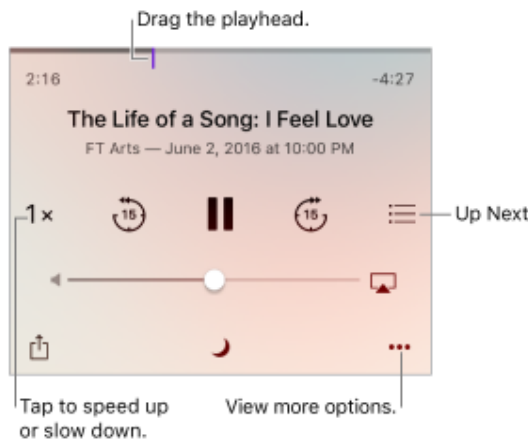 Drag the playhead.
2:16 -4:27
The Life of a Song: I Feel Love
FT Arts — June 2, 2016 at 10:00 PM
1× 15 15 Up Next
Tap to speed up
or slow down.
View more options.